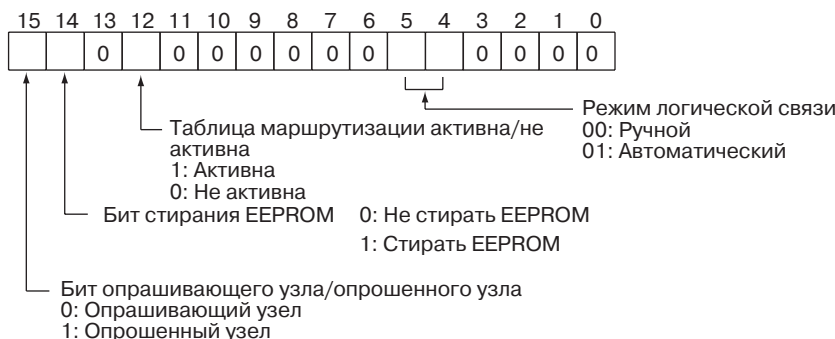 15 14 13 12 11 10 9 8 7 6 5 4 3 2 1 0
0 0 0 0 0 0 0 0 0 0 0
Режим логической связи
00: Ручной
01: Автоматический
Таблица маршрутизации активна/не
активна
1: Активна
0: Не активна
Бит стирания EEPROM 0: Не стирать EEPROM
1: Стирать EEPROM
Бит опрашивающего узла/опрошенного узла
0: Опрашивающий узел
1: Опрошенный узел